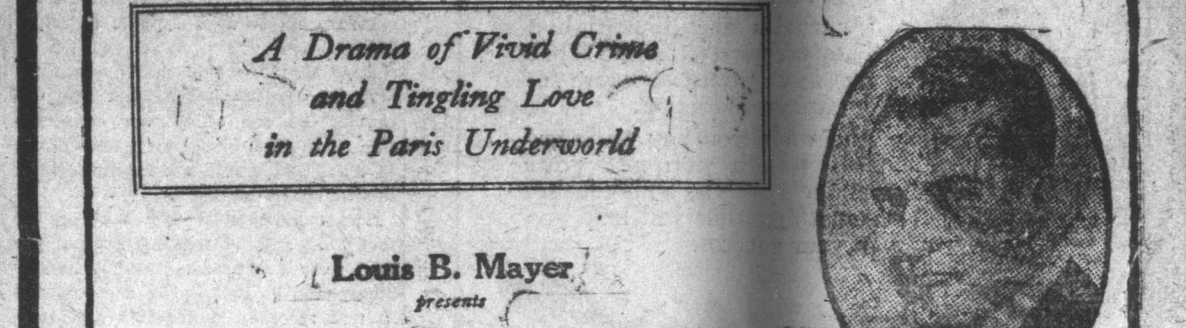 A Drama of Vivid Crime
and Tingling Love
in the Paris Underworld
Louis B. Mayer
presents